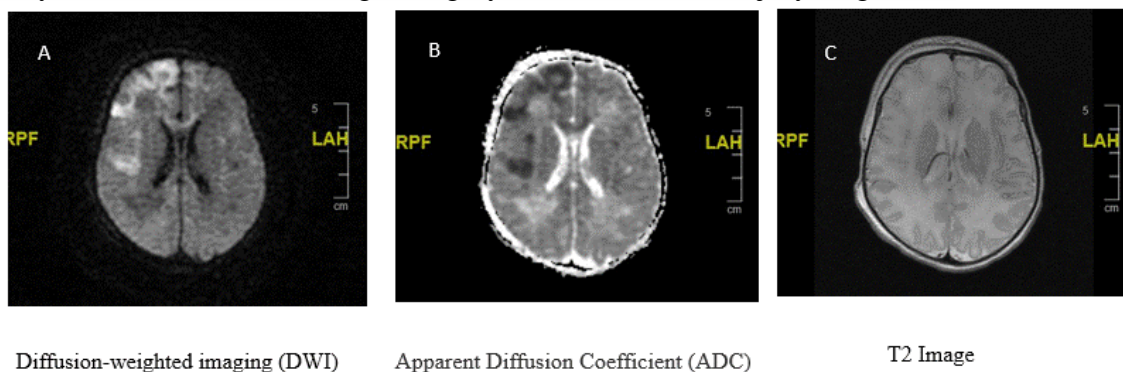 A
B
C
5
5
5
RPF
LAH
RPF
LAH
RPF
LAH
cm
cm
cm
Diffusion-weighted imaging (DWI)
Apparent Diffusion Coefficient (ADC)
T2 Image